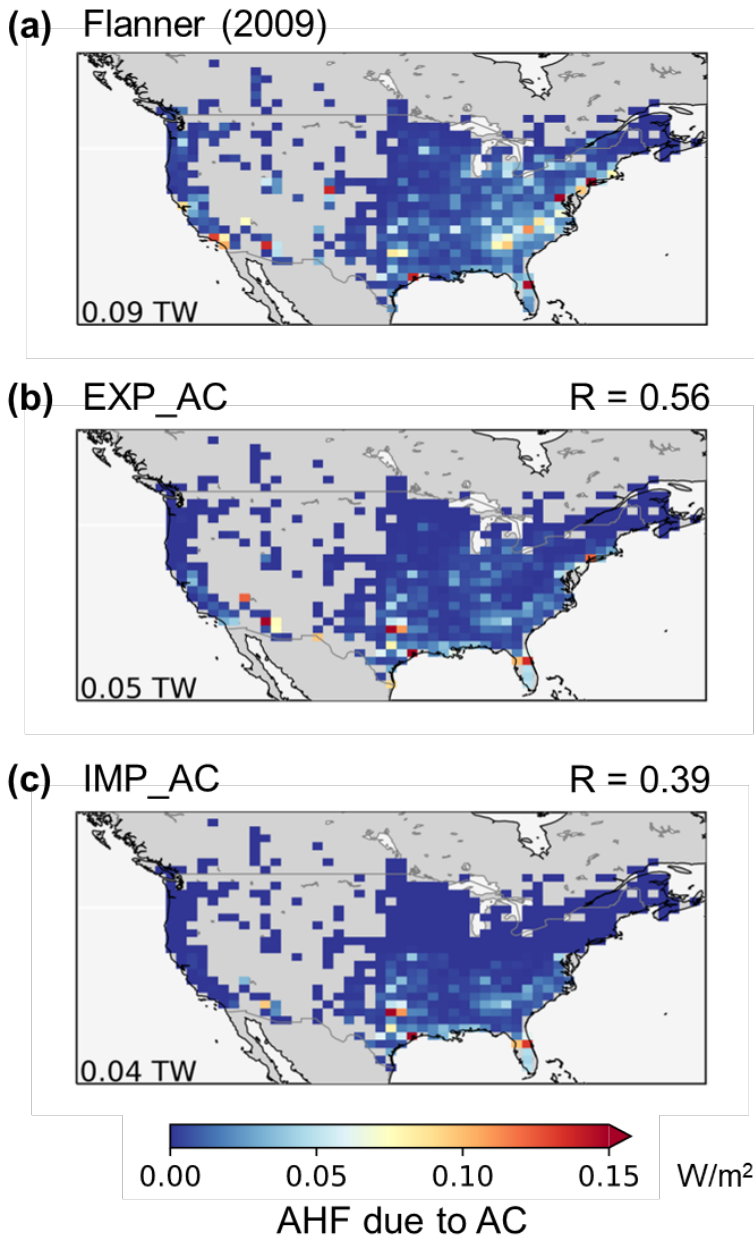 (a) Flanner (2009)
0.09 TW
(b) EXP_AC R = 0.56
0.05 TW
(c) IMP_AC R = 0.39
0.04 TW
0.00 0.05 0.10 0.15 W/m²
AHF due to AC